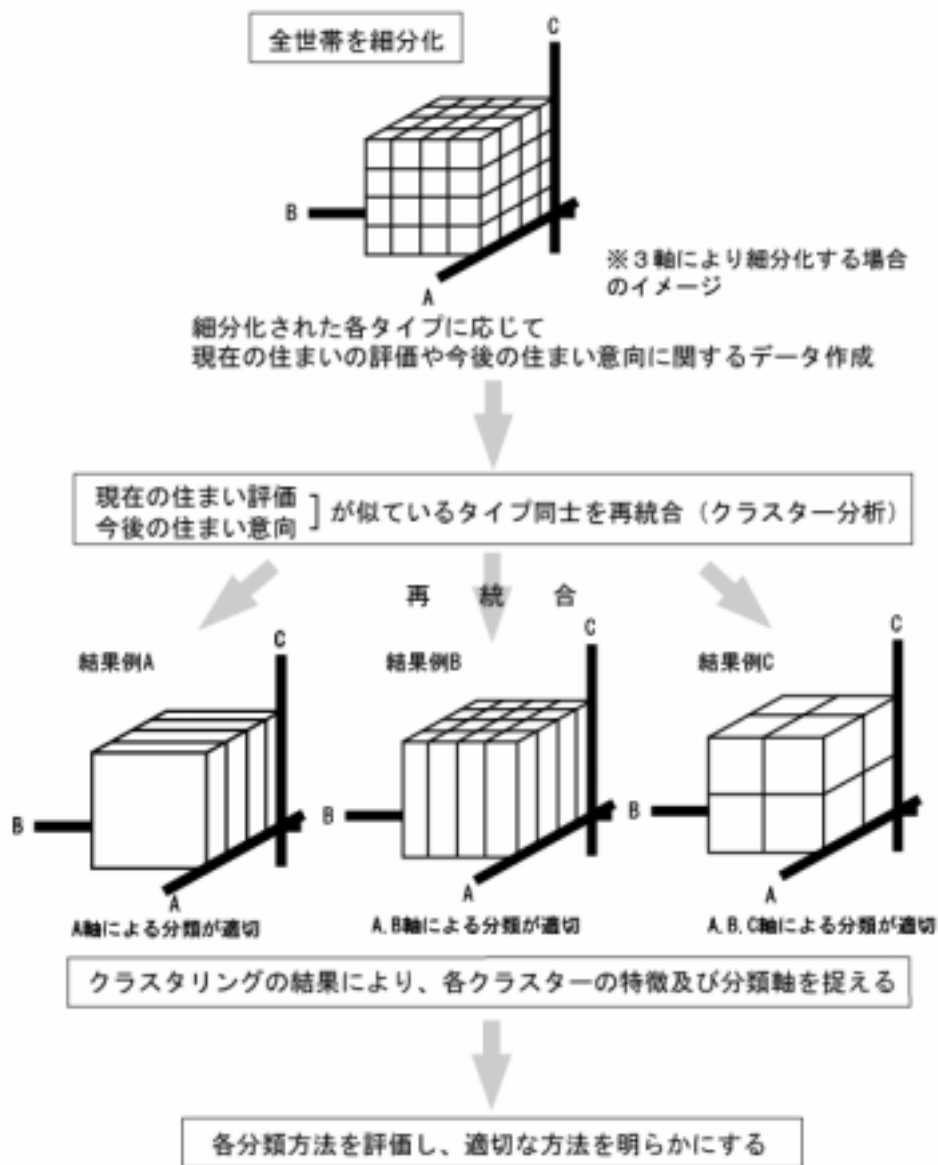 C
全世帯を細分化
B
A
※３軸により細分化する場合
のイメージ
細分化された各タイプに応じて
現在の住まいの評価や今後の住まい意向に関するデータ作成
現在の住まい評価
今後の住まい意向
が似ているタイプ同士を再統合（クラスター分析）
再統合
結果例A
C
B
A
A軸による分類が適切
結果例B
C
B
A
A,B軸による分類が適切
結果例C
C
B
A
A,B,C軸による分類が適切
クラスタリングの結果により、各クラスターの特徴及び分類軸を捉える
各分類方法を評価し、適切な方法を明らかにする